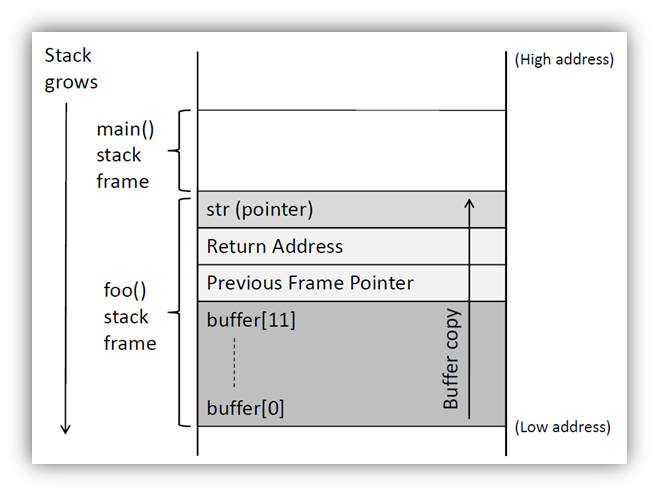 Stack
grows
(High address)
main()
stack
frame
str (pointer)
Return Address
Previous Frame Pointer
foo()
stack
frame
buffer[11]
buffer[0]
Buffer copy
(Low address)